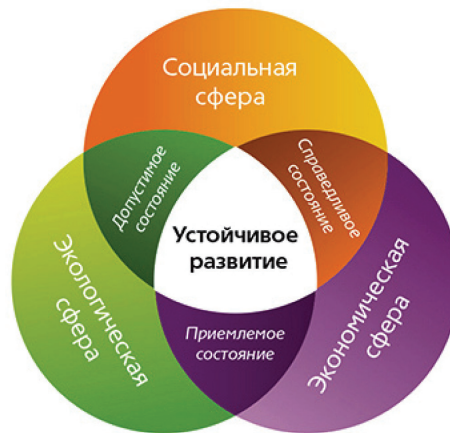 Социальная
сфера
Допустимое
состояние
Справедливое
состояние
Устойчивое
развитие
Экологическая
сфера
Приемлемое
состояние
Экономическая
сфера